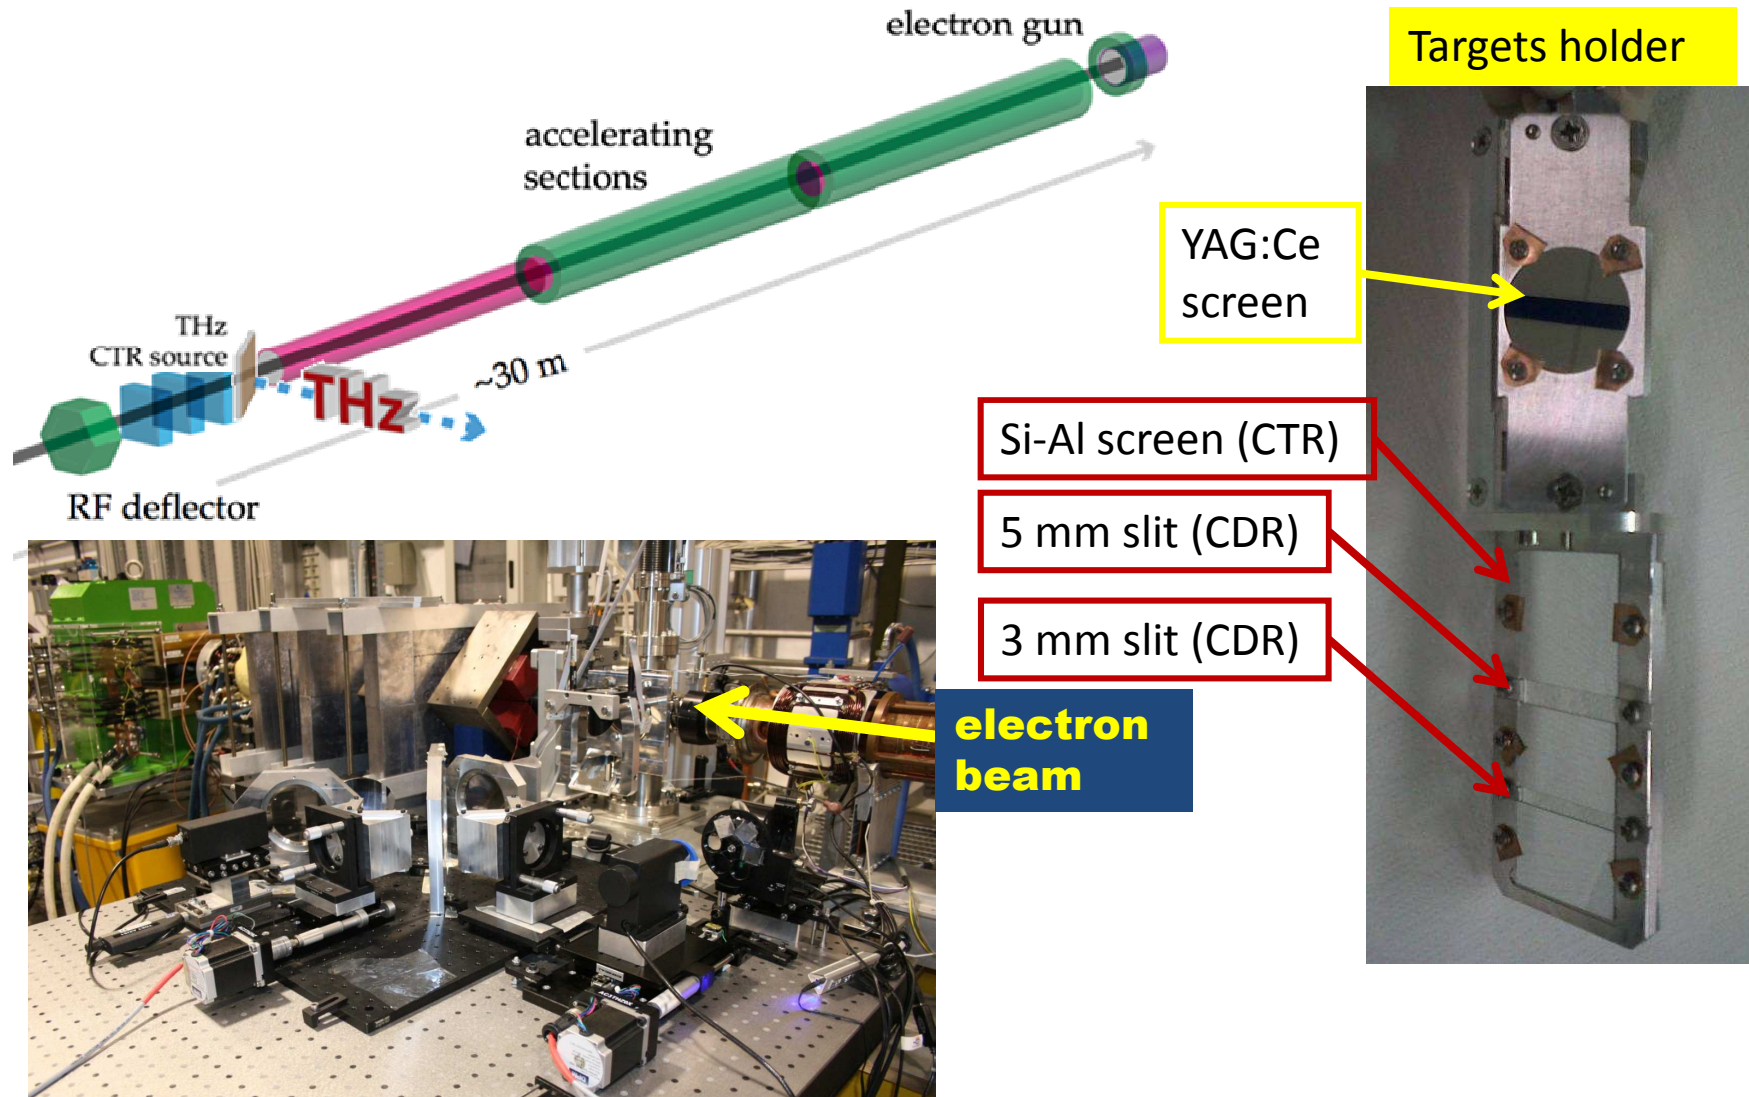 electron gun
accelerating
sections
THz
CTR source
THz
~30 m
RF deflector
Targets holder
YAG:Ce
screen
Si-Al screen (CTR)
5 mm slit (CDR)
3 mm slit (CDR)
electron
beam